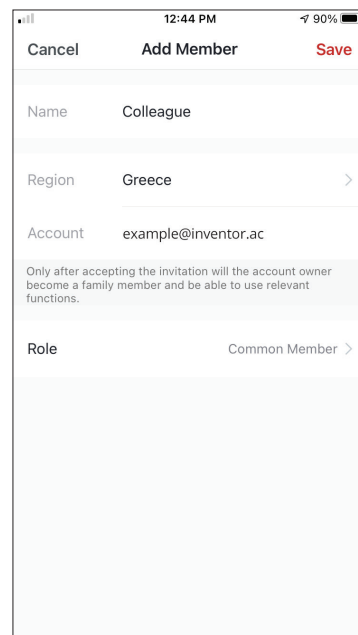 12:44 PM 90%
Cancel Add Member Save
Name Colleague
Region Greece
Account example@inventor.ac
Only after accepting the invitation will the account owner
become a family member and be able to use relevant
functions.
Role Common Member